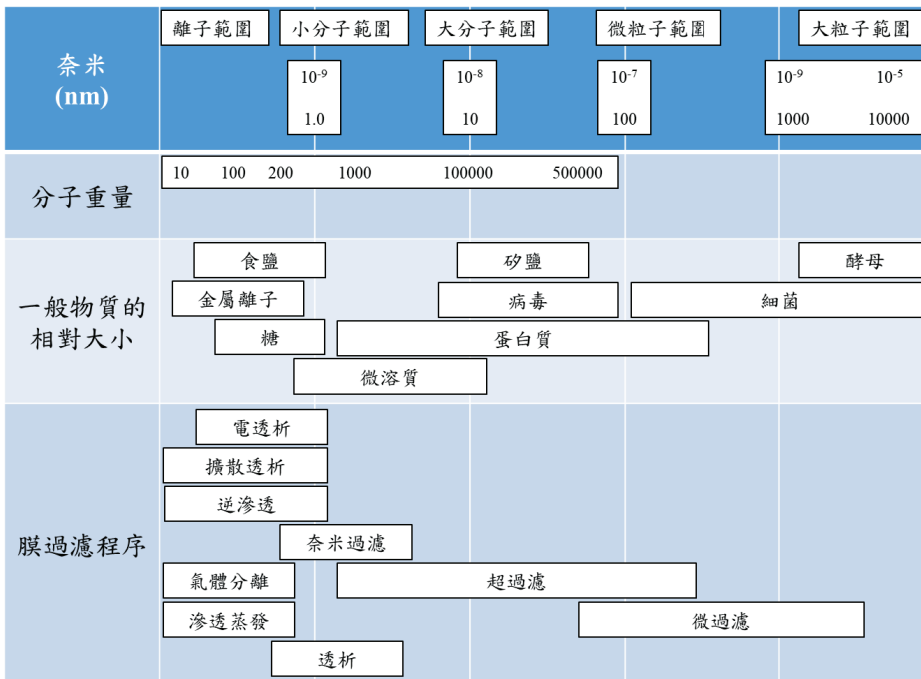 奈米
(nm)
離子範圍 小分子範圍 大分子範圍 微粒子範圍 大粒子範圍
10⁻⁹ 10⁻⁸ 10⁻⁷ 10⁻⁹ 10⁻⁵
1.0 10 100 1000 10000
分子重量
10 100 200 1000 100000 500000
一般物質的
相對大小
食鹽 矽鹽 酵母
金屬離子 病毒 細菌
糖 蛋白質
微溶質
膜過濾程序
電透析
擴散透析
逆滲透
奈米過濾
氣體分離 超過濾
滲透蒸發 微過濾
透析